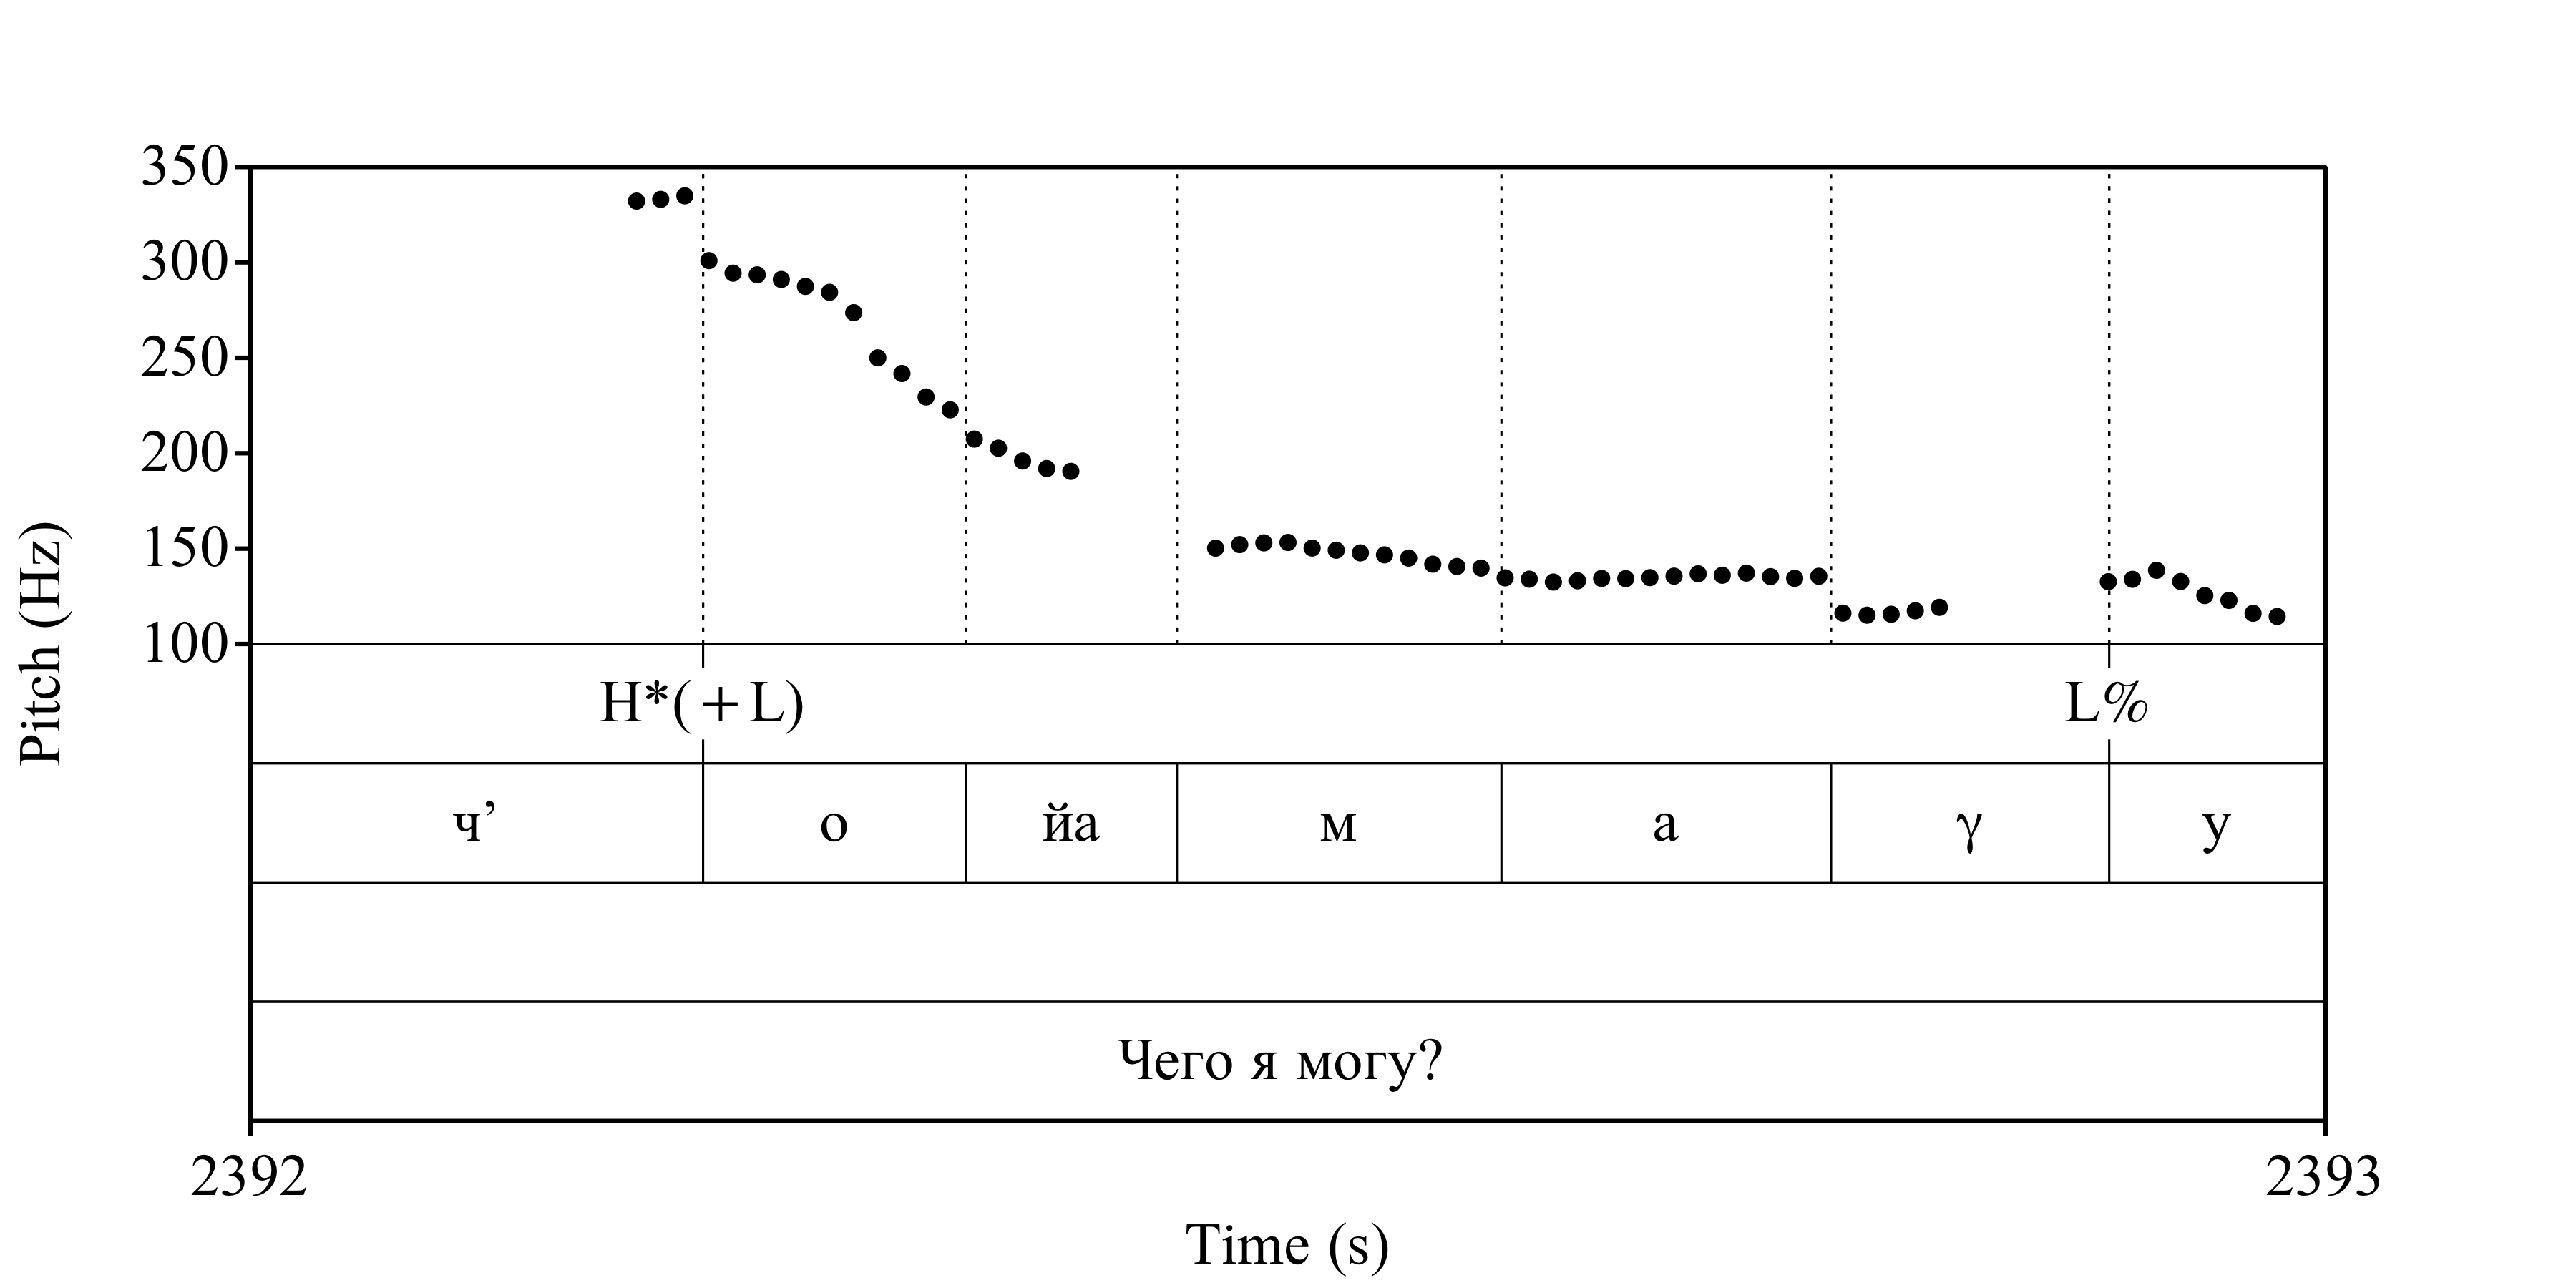 350
300
250
200
150
100
Pitch (Hz)
H*(+L) L%
ч’ о йа м а γ у
Чего я могу?
2392 2393
Time (s)